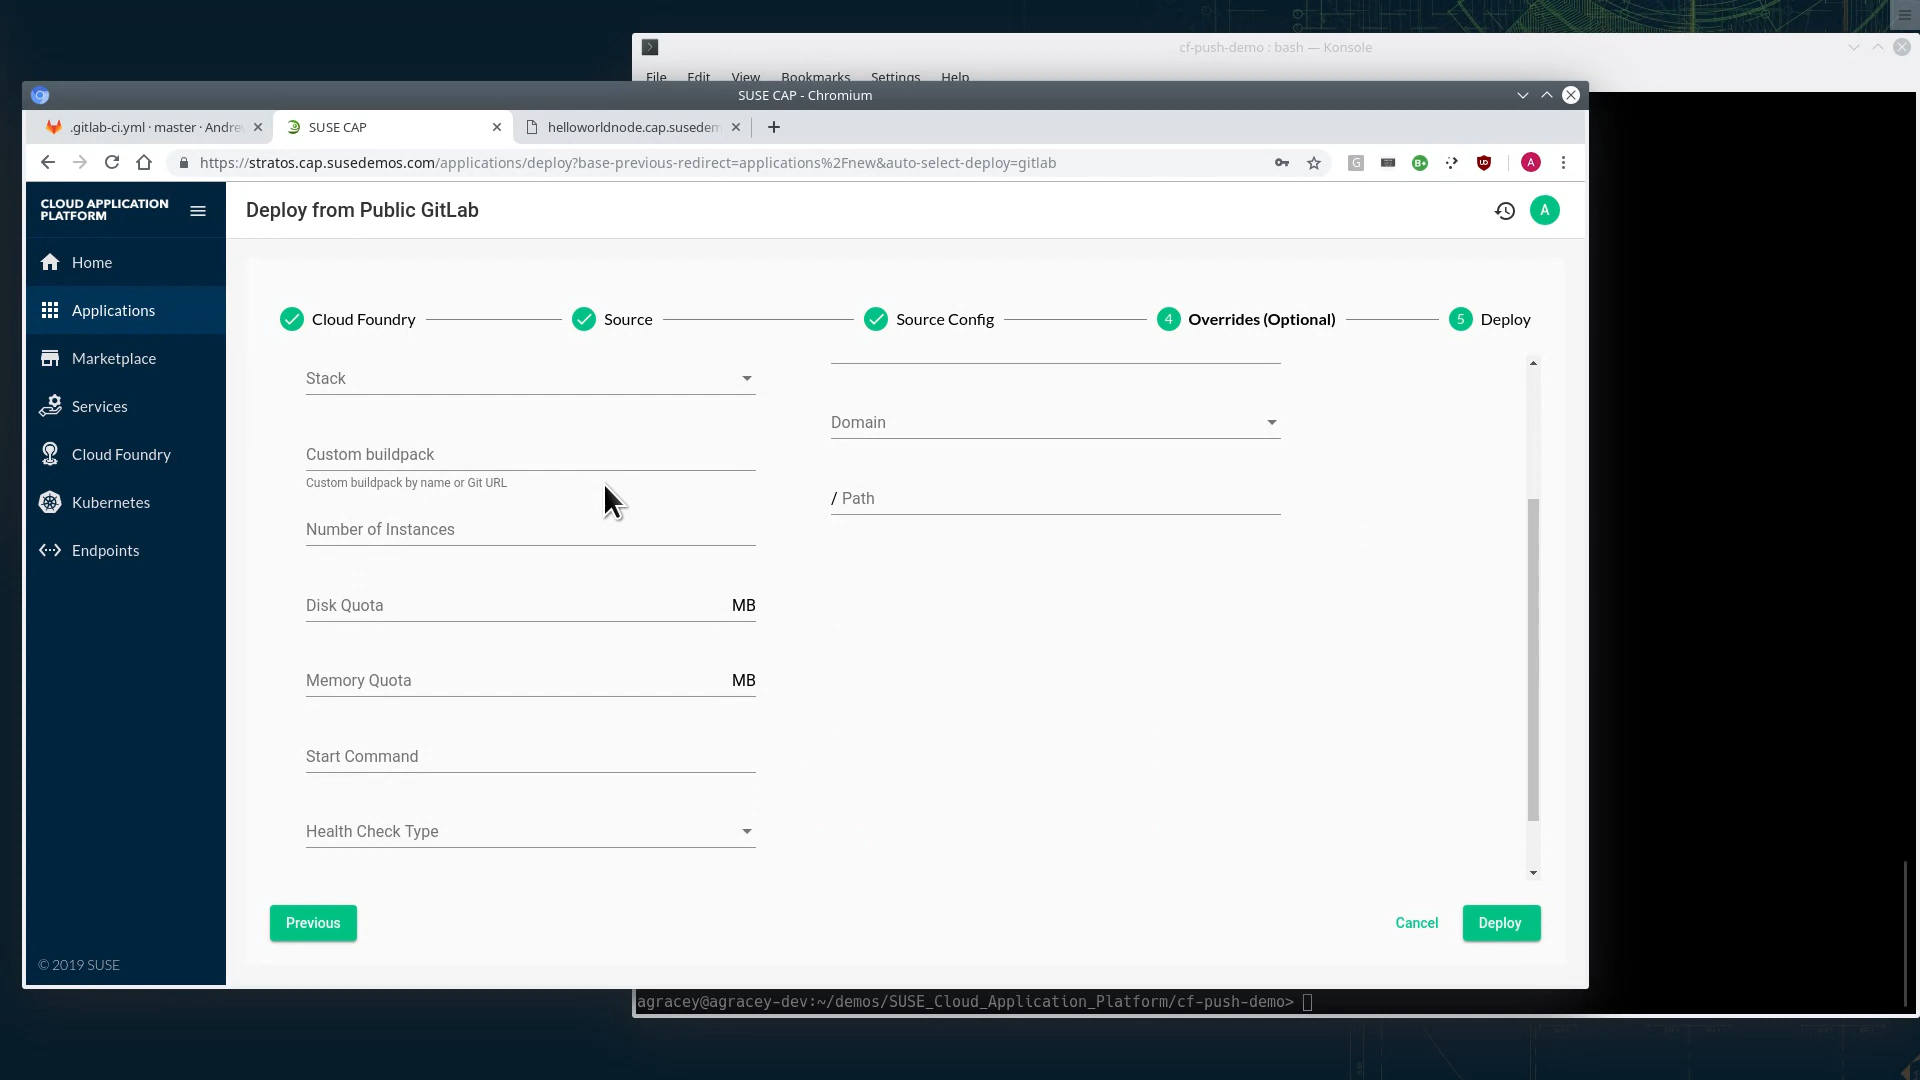 cf-push-demo : bash — Konsole
File Edit View Bookmarks Settings Help
SUSE CAP - Chromium
.gitlab-ci.yml · master · Andre
SUSE CAP
helloworldnode.cap.susedem
https://stratos.cap.susedemos.com/applications/deploy?base-previous-redirect=applications%2Fnew&auto-select-deploy=gitlab
G
B+
A
CLOUD APPLICATION
PLATFORM
Deploy from Public GitLab
A
Home
Applications
Marketplace
Services
Cloud Foundry
Kubernetes
Endpoints
© 2019 SUSE
Cloud Foundry
Source
Source Config
4 Overrides (Optional)
5 Deploy
Stack
Domain
Custom buildpack
Custom buildpack by name or Git URL
/ Path
Number of Instances
Disk Quota MB
Memory Quota MB
Start Command
Health Check Type
Previous
Cancel
Deploy
agracey@agracey-dev:~/demos/SUSE_Cloud_Application_Platform/cf-push-demo>